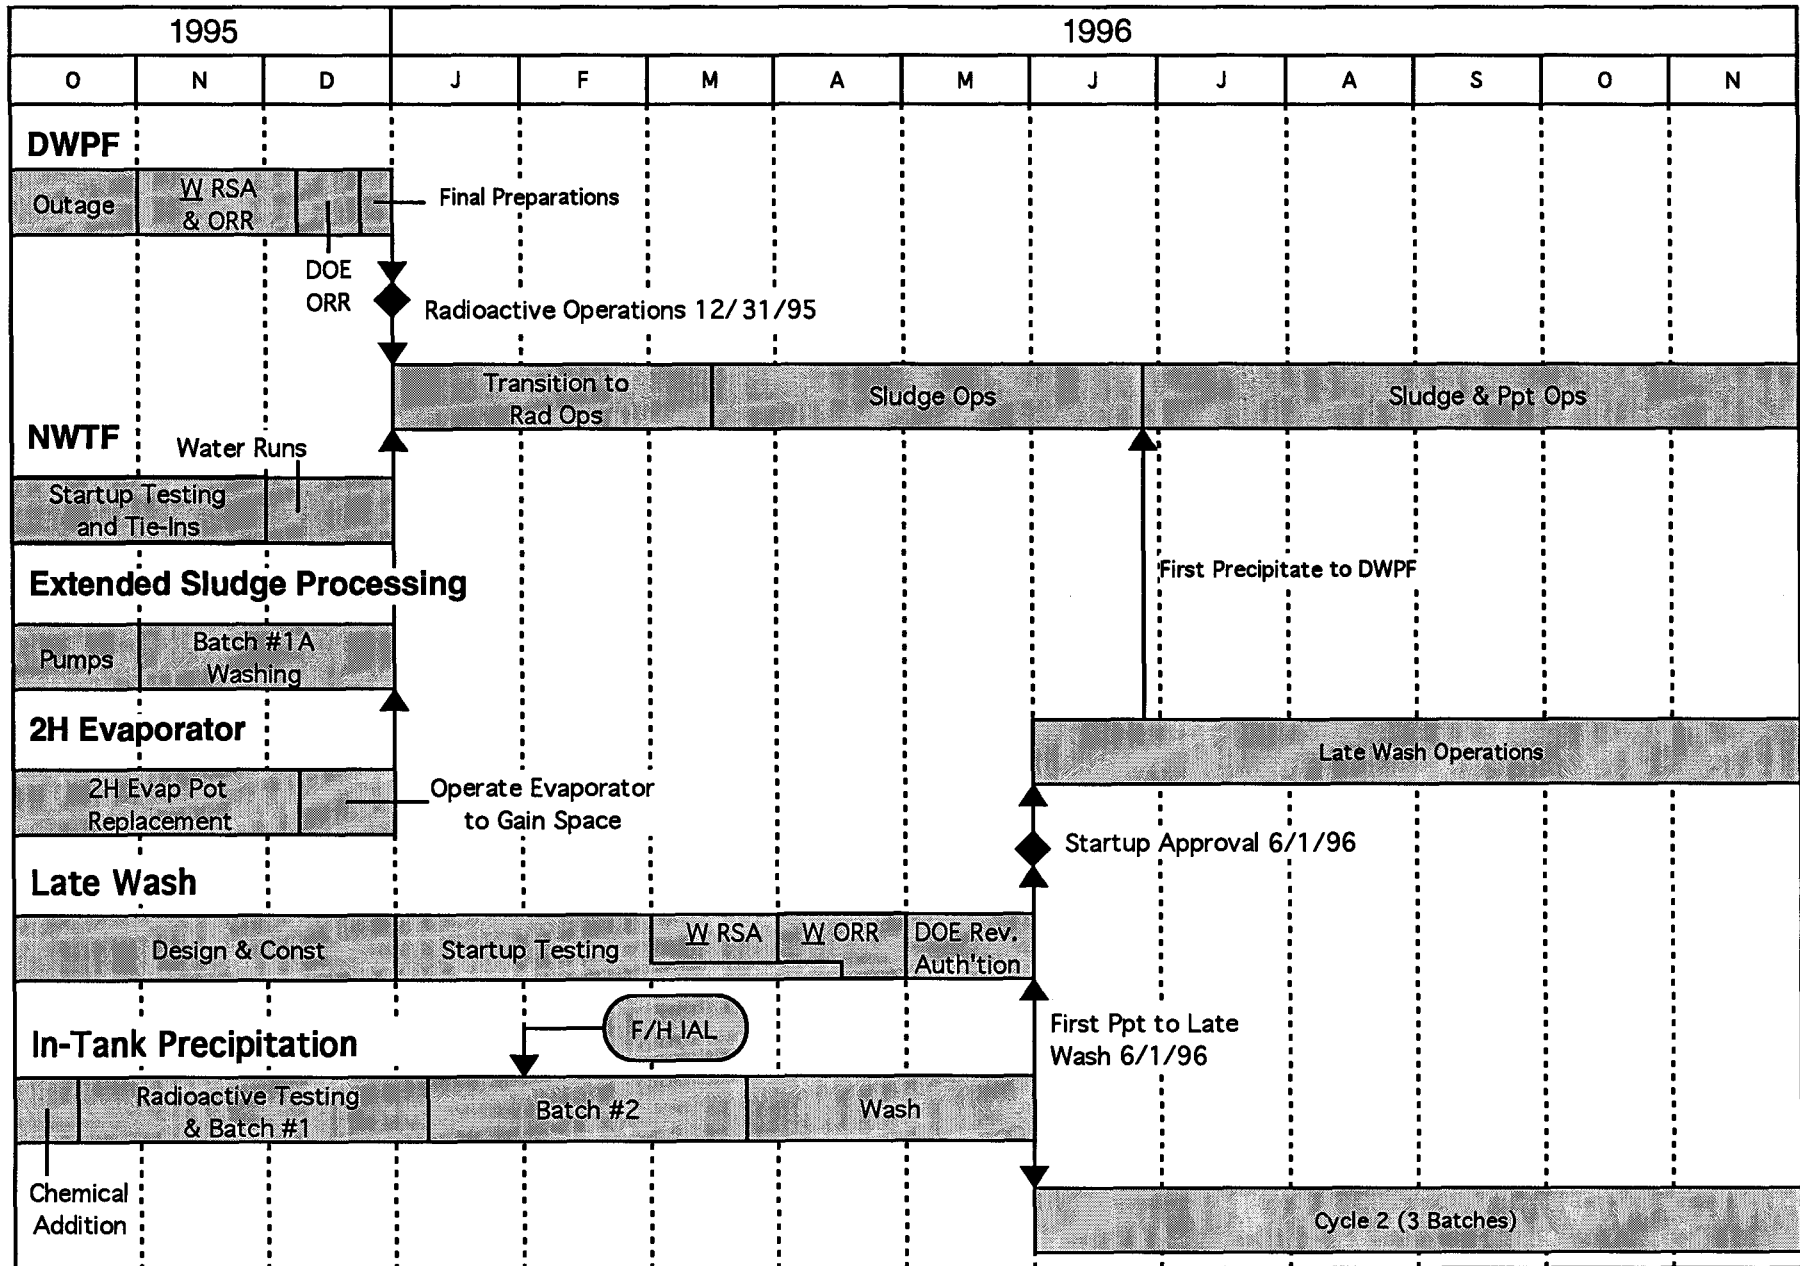 1995
1996
O N D J F M A M J J A S O N
DWPF
Outage
W RSA
& ORR
Final Preparations
DOE
ORR
Radioactive Operations 12/31/95
Transition to
Rad Ops
Sludge Ops
Sludge & Ppt Ops
NWTF
Water Runs
Startup Testing
and Tie-Ins
First Precipitate to DWPF
Extended Sludge Processing
Pumps
Batch #1A
Washing
2H Evaporator
Late Wash Operations
2H Evap Pot
Replacement
Operate Evaporator
to Gain Space
Startup Approval 6/1/96
Late Wash
Design & Const
Startup Testing
W RSA
W ORR
DOE Rev.
Auth'tion
F/H IAL
First Ppt to Late
Wash 6/1/96
In-Tank Precipitation
Radioactive Testing
& Batch #1
Batch #2
Wash
Chemical
Addition
Cycle 2 (3 Batches)